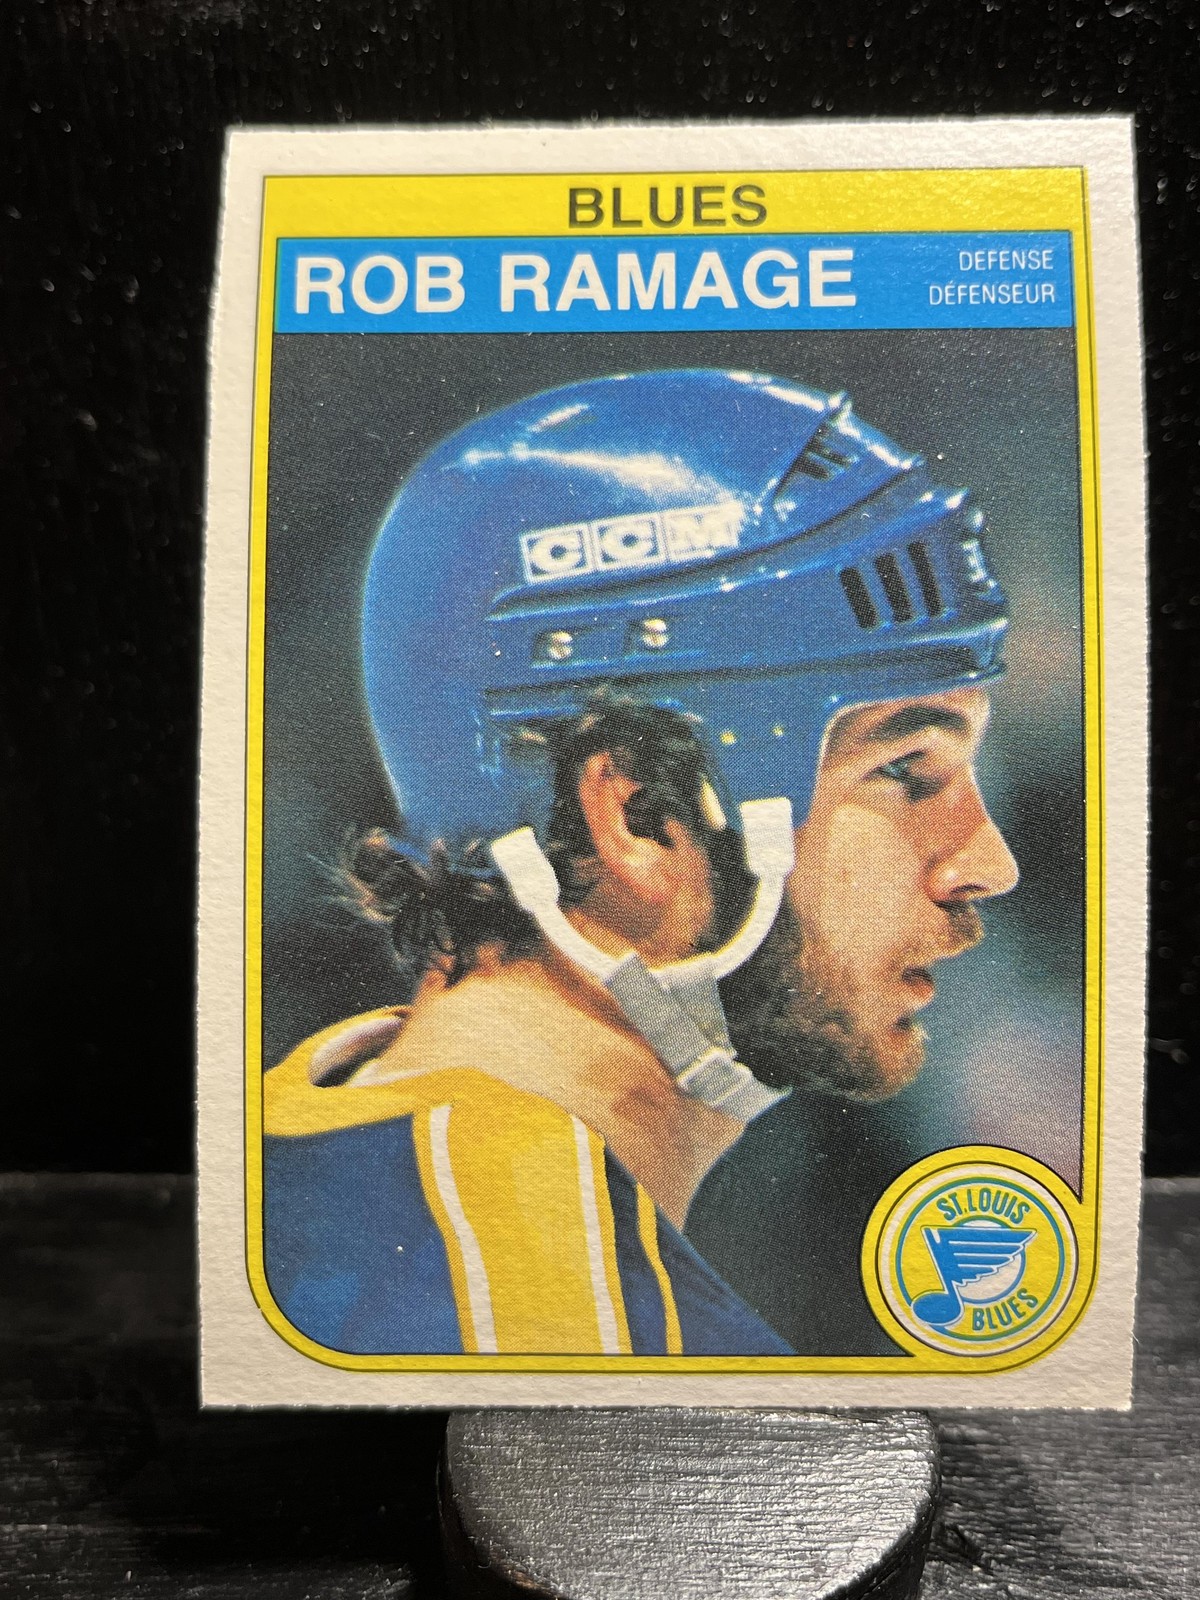 BLUES
ROB RAMAGE
DEFENSE
DÉFENSEUR
CCM
ST. LOUIS
BLUES